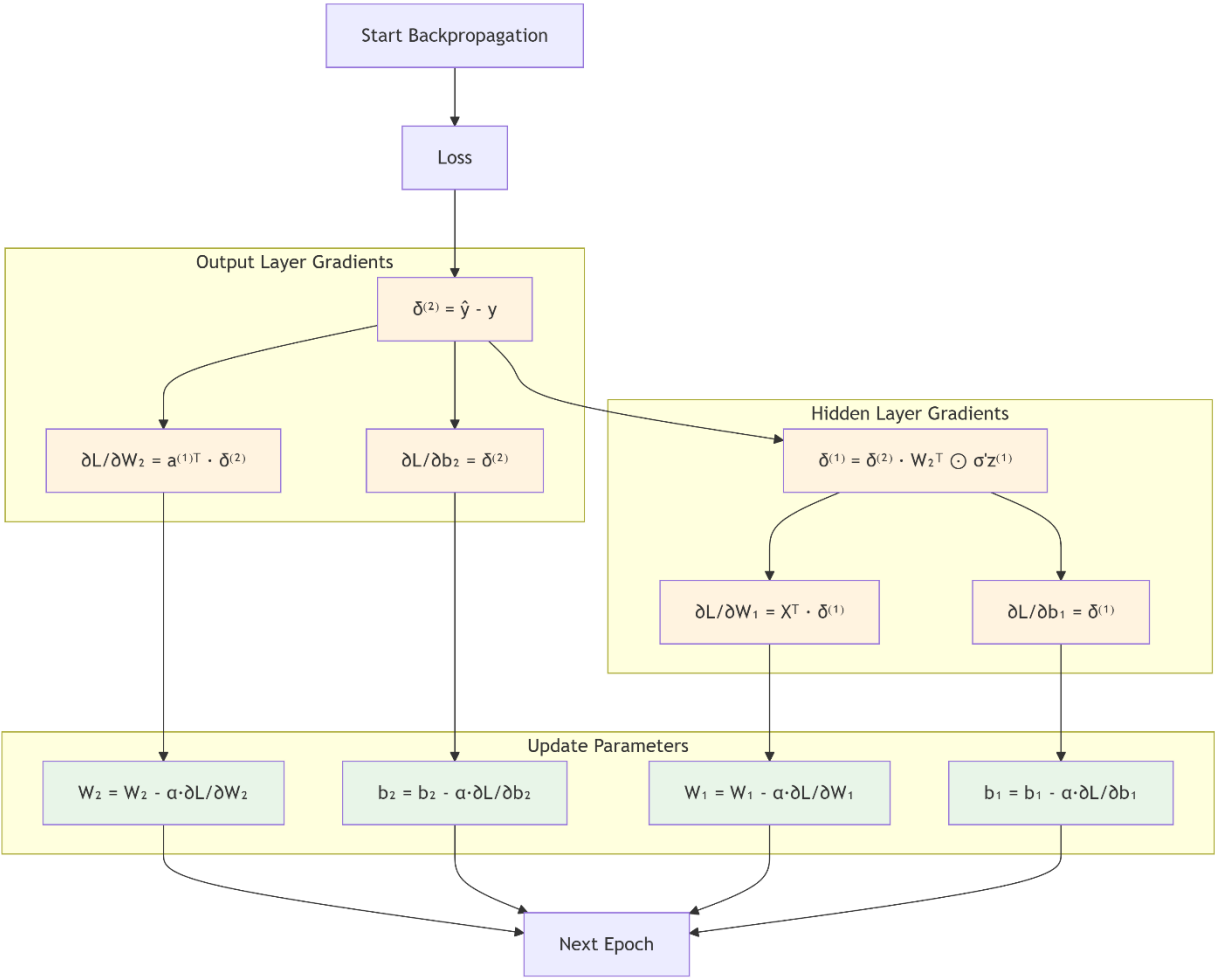 Start Backpropagation
Loss
Output Layer Gradients
δ⁽²⁾ = ŷ - y
∂L/∂W₂ = a⁽¹⁾ᵀ · δ⁽²⁾
∂L/∂b₂ = δ⁽²⁾
Hidden Layer Gradients
δ⁽¹⁾ = δ⁽²⁾ · W₂ᵀ ⊙ σ'z⁽¹⁾
∂L/∂W₁ = Xᵀ · δ⁽¹⁾
∂L/∂b₁ = δ⁽¹⁾
Update Parameters
W₂ = W₂ - α·∂L/∂W₂
b₂ = b₂ - α·∂L/∂b₂
W₁ = W₁ - α·∂L/∂W₁
b₁ = b₁ - α·∂L/∂b₁
Next Epoch